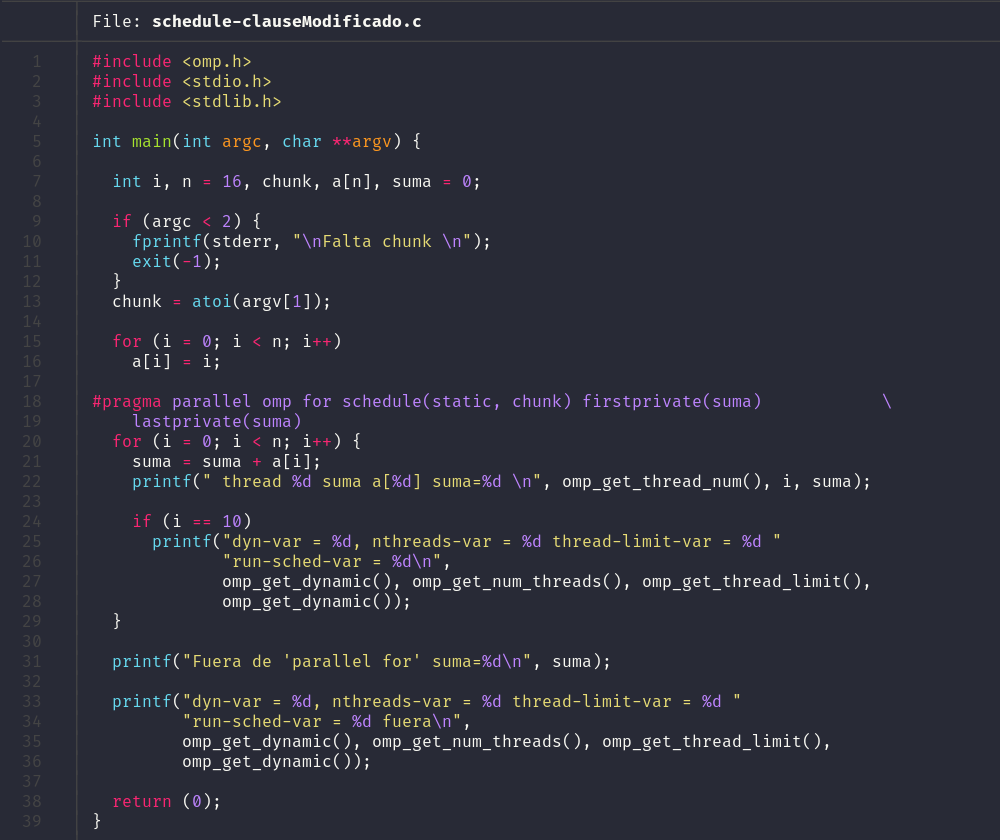 File: schedule-clauseModificado.c
1 #include <omp.h>
2 #include <stdio.h>
3 #include <stdlib.h>
4
5 int main(int argc, char **argv) {
6
7   int i, n = 16, chunk, a[n], suma = 0;
8
9   if (argc < 2) {
10     fprintf(stderr, "\nFalta chunk \n");
11     exit(-1);
12   }
13   chunk = atoi(argv[1]);
14
15   for (i = 0; i < n; i++)
16     a[i] = i;
17
18 #pragma parallel omp for schedule(static, chunk) firstprivate(suma)            \
19     lastprivate(suma)
20   for (i = 0; i < n; i++) {
21     suma = suma + a[i];
22     printf(" thread %d suma a[%d] suma=%d \n", omp_get_thread_num(), i, suma);
23
24     if (i == 10)
25       printf("dyn-var = %d, nthreads-var = %d thread-limit-var = %d "
26              "run-sched-var = %d\n",
27              omp_get_dynamic(), omp_get_num_threads(), omp_get_thread_limit(),
28              omp_get_dynamic());
29   }
30
31   printf("Fuera de 'parallel for' suma=%d\n", suma);
32
33   printf("dyn-var = %d, nthreads-var = %d thread-limit-var = %d "
34          "run-sched-var = %d fuera\n",
35          omp_get_dynamic(), omp_get_num_threads(), omp_get_thread_limit(),
36          omp_get_dynamic());
37
38   return (0);
39 }